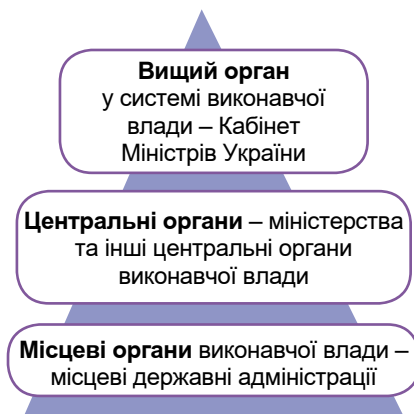 Вищий орган
у системі виконавчої
влади – Кабінет
Міністрів України
Центральні органи – міністерства
та інші центральні органи
виконавчої влади
Місцеві органи виконавчої влади –
місцеві державні адміністрації